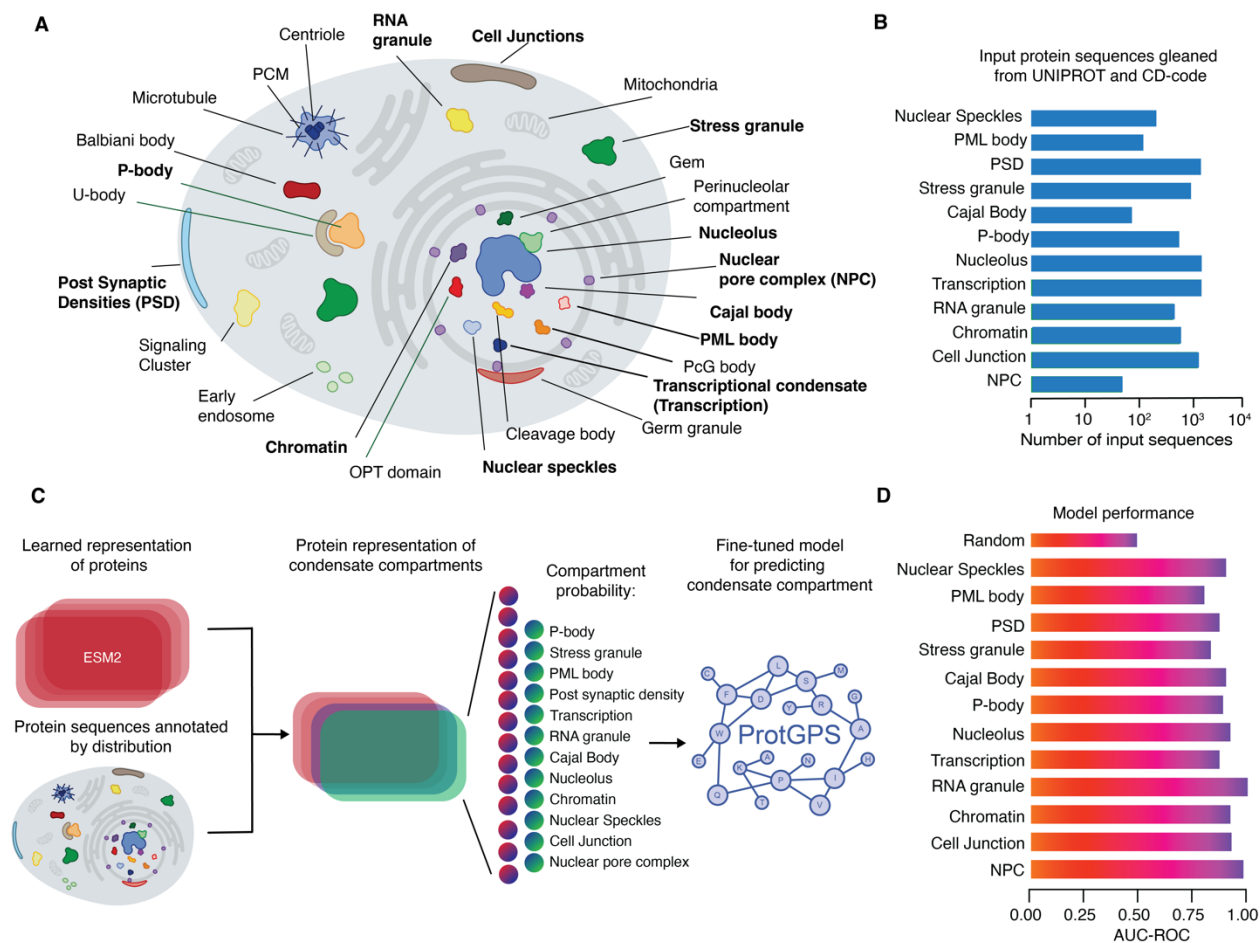 A
Centriole
PCM
Microtubule
Balbiani body
P-body
U-body
Post Synaptic
Densities (PSD)
Signaling
Cluster
Early
endosome
Chromatin
OPT domain
RNA
granule
Cell Junctions
Mitochondria
Stress granule
Gem
Perinucleolar
compartment
Nucleolus
Nuclear
pore complex (NPC)
Cajal body
PML body
PcG body
Transcriptional condensate
(Transcription)
Germ granule
Cleavage body
Nuclear speckles
B
Input protein sequences gleaned
from UNIPROT and CD-code
Nuclear Speckles
PML body
PSD
Stress granule
Cajal Body
P-body
Nucleolus
Transcription
RNA granule
Chromatin
Cell Junction
NPC
1 10 10² 10³ 10⁴
Number of input sequences
C
Learned representation
of proteins
ESM2
Protein sequences annotated
by distribution
Protein representation of
condensate compartments
Compartment
probability:
P-body
Stress granule
PML body
Post synaptic density
Transcription
RNA granule
Cajal Body
Nucleolus
Chromatin
Nuclear Speckles
Cell Junction
Nuclear pore complex
Fine-tuned model
for predicting
condensate compartment
L
C
S
M
F
D
G
Y
R
W
ProtGPS
A
E
K
A
N
H
P
I
Q
T
V
D
Model performance
Random
Nuclear Speckles
PML body
PSD
Stress granule
Cajal Body
P-body
Nucleolus
Transcription
RNA granule
Chromatin
Cell Junction
NPC
0.00 0.25 0.50 0.75 1.00
AUC-ROC